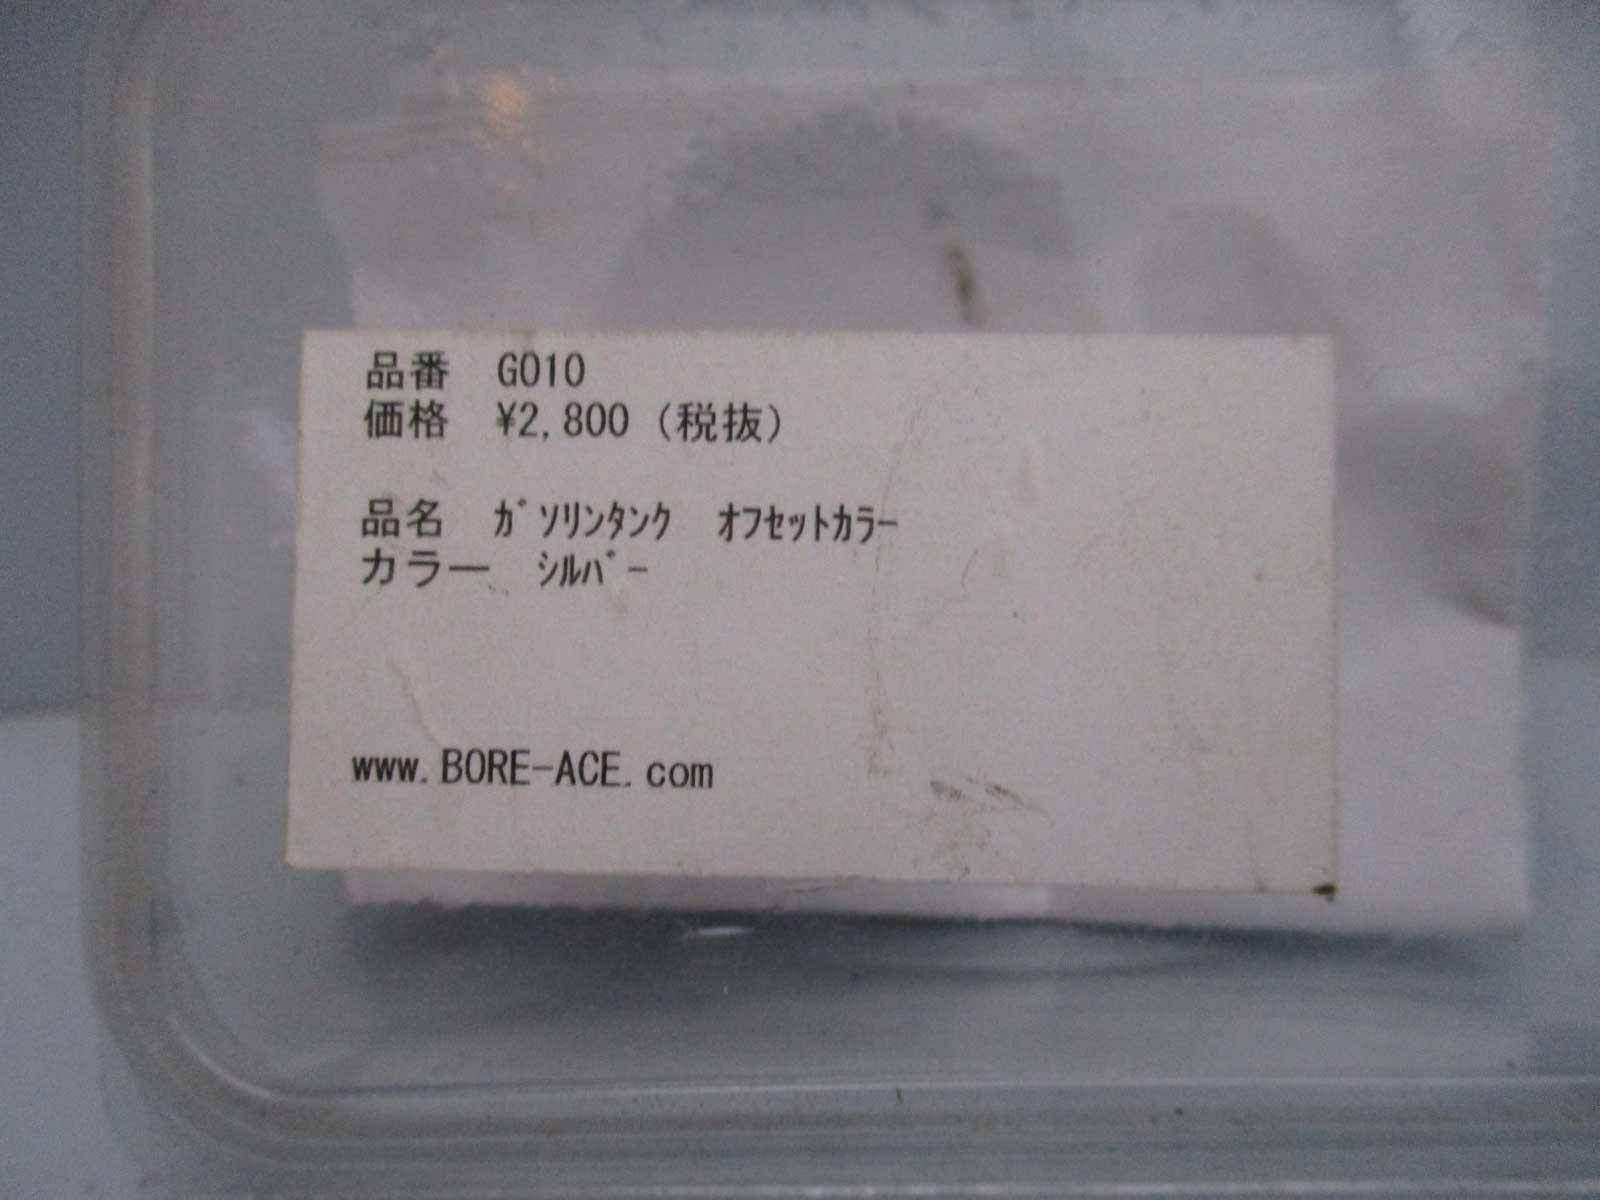 品番　G010
価格　¥2,800（税抜）
品名　ｶﾞｿﾘﾝﾀﾝｸ　ｵﾌｾｯﾄｶﾗｰ
カラー　ｼﾙﾊﾞｰ
www.BORE-ACE.com